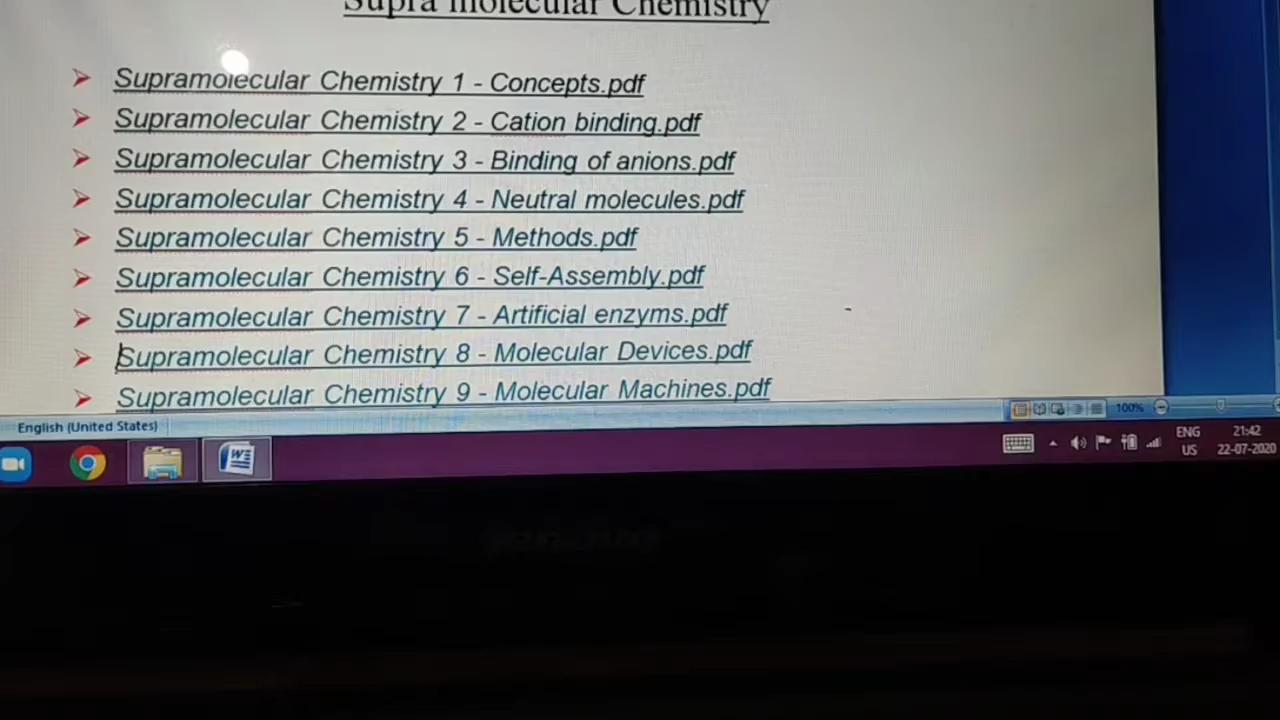 Supra molecular Chemistry
Supramolecular Chemistry 1 - Concepts.pdf
Supramolecular Chemistry 2 - Cation binding.pdf
Supramolecular Chemistry 3 - Binding of anions.pdf
Supramolecular Chemistry 4 - Neutral molecules.pdf
Supramolecular Chemistry 5 - Methods.pdf
Supramolecular Chemistry 6 - Self-Assembly.pdf
Supramolecular Chemistry 7 - Artificial enzyms.pdf
Supramolecular Chemistry 8 - Molecular Devices.pdf
Supramolecular Chemistry 9 - Molecular Machines.pdf
English (United States)
100%
ENG 21:42
US 22-07-2020